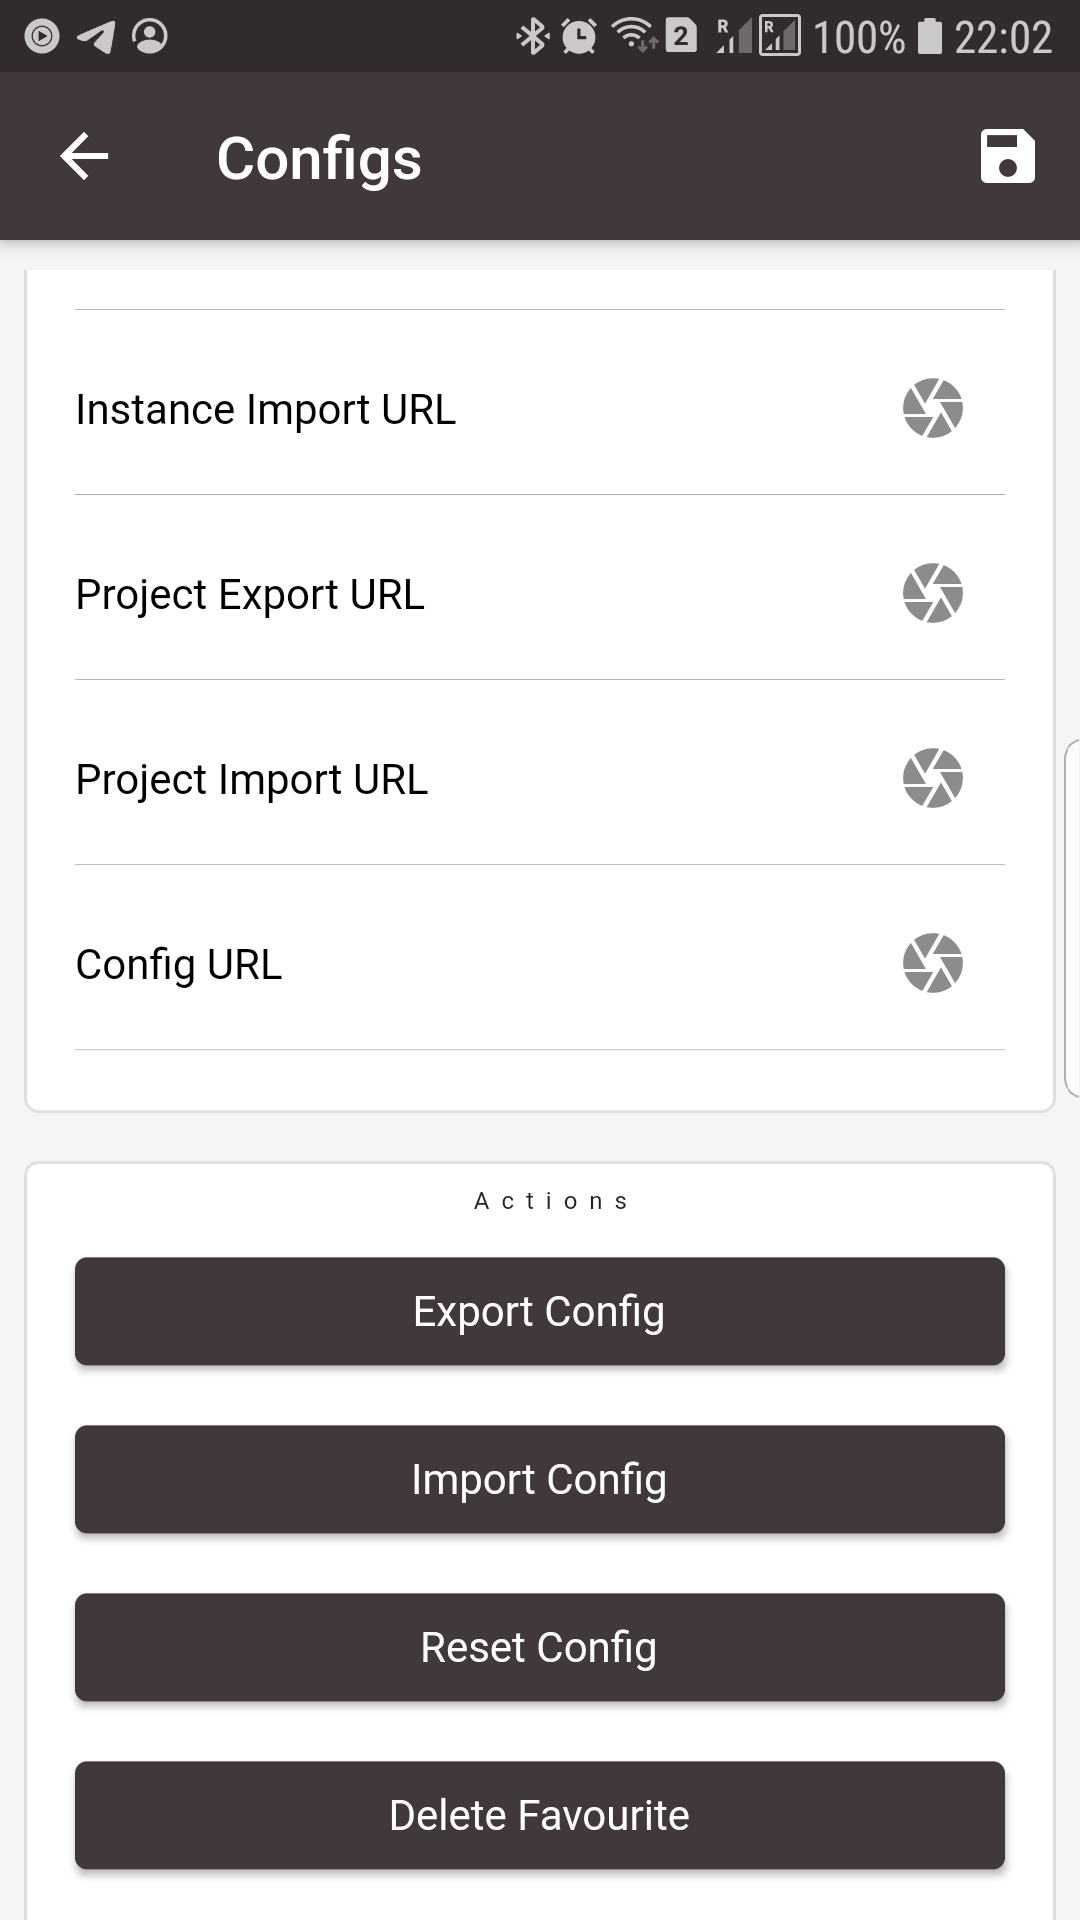 2 R R 100% 22:02
Configs
Instance Import URL
Project Export URL
Project Import URL
Config URL
Actions
Export Config
Import Config
Reset Config
Delete Favourite